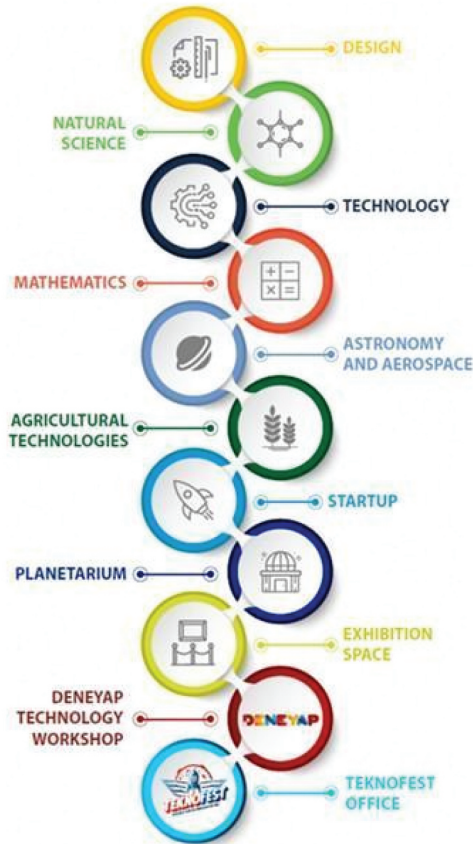 DESIGN
NATURAL
SCIENCE
TECHNOLOGY
MATHEMATICS
ASTRONOMY
AND AEROSPACE
AGRICULTURAL
TECHNOLOGIES
STARTUP
PLANETARIUM
EXHIBITION
SPACE
DENEYAP
TECHNOLOGY
WORKSHOP
DENEYAP
TEKNOFEST
TEKNOFEST
OFFICE